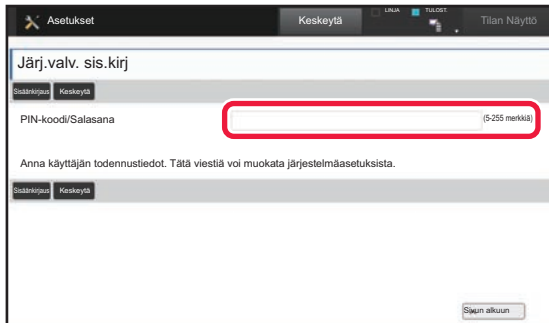 Asetukset Keskeytä LINJA TULOST. Tilan Näyttö
Järj.valv. sis.kirj
Sisäänkirjaus Keskeytä
PIN-koodi/Salasana (5-255 merkkiä)
Anna käyttäjän todennustiedot. Tätä viestiä voi muokata järjestelmäasetuksista.
Sisäänkirjaus Keskeytä
Sivun alkuun